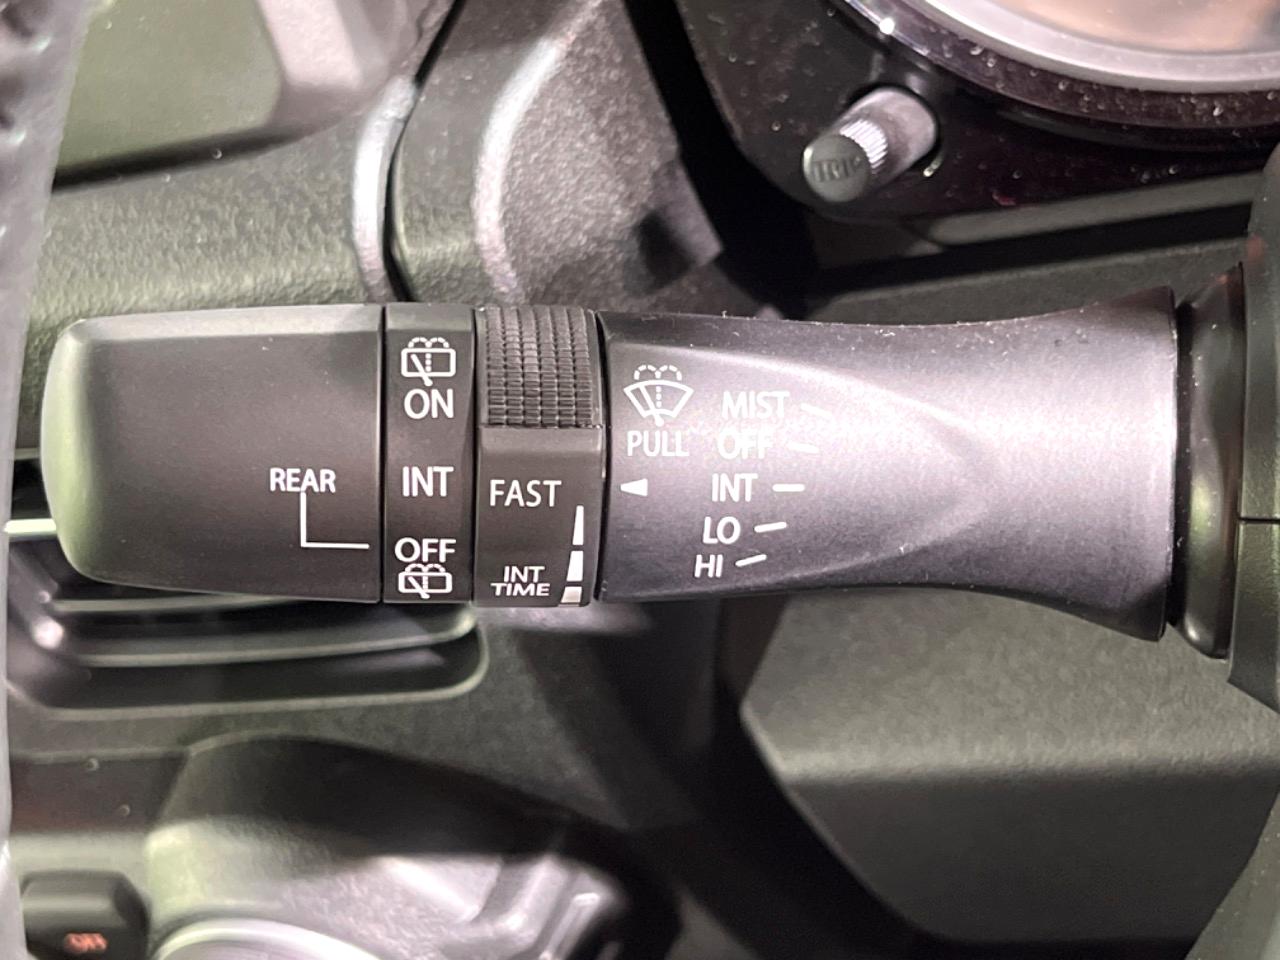 ON
INT
OFF
REAR
FAST
INT
TIME
PULL
MIST
OFF
INT
LO
HI